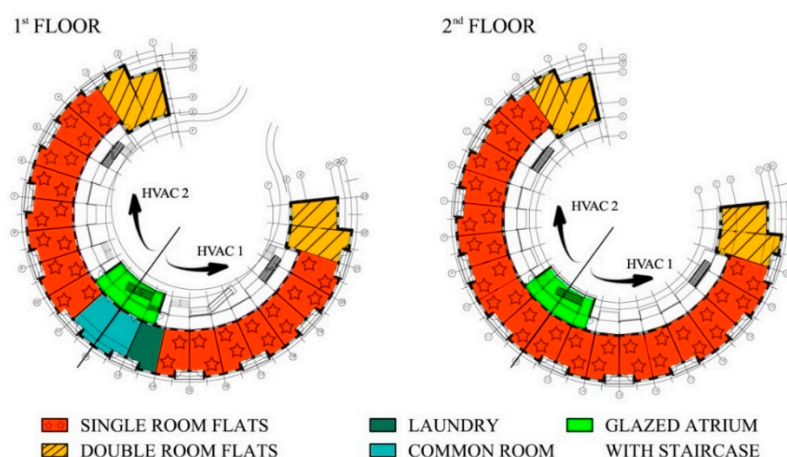 1st FLOOR
2nd FLOOR
HVAC 2
HVAC 1
HVAC 2
HVAC 1
SINGLE ROOM FLATS
LAUNDRY
GLAZED ATRIUM
DOUBLE ROOM FLATS
COMMON ROOM
WITH STAIRCASE